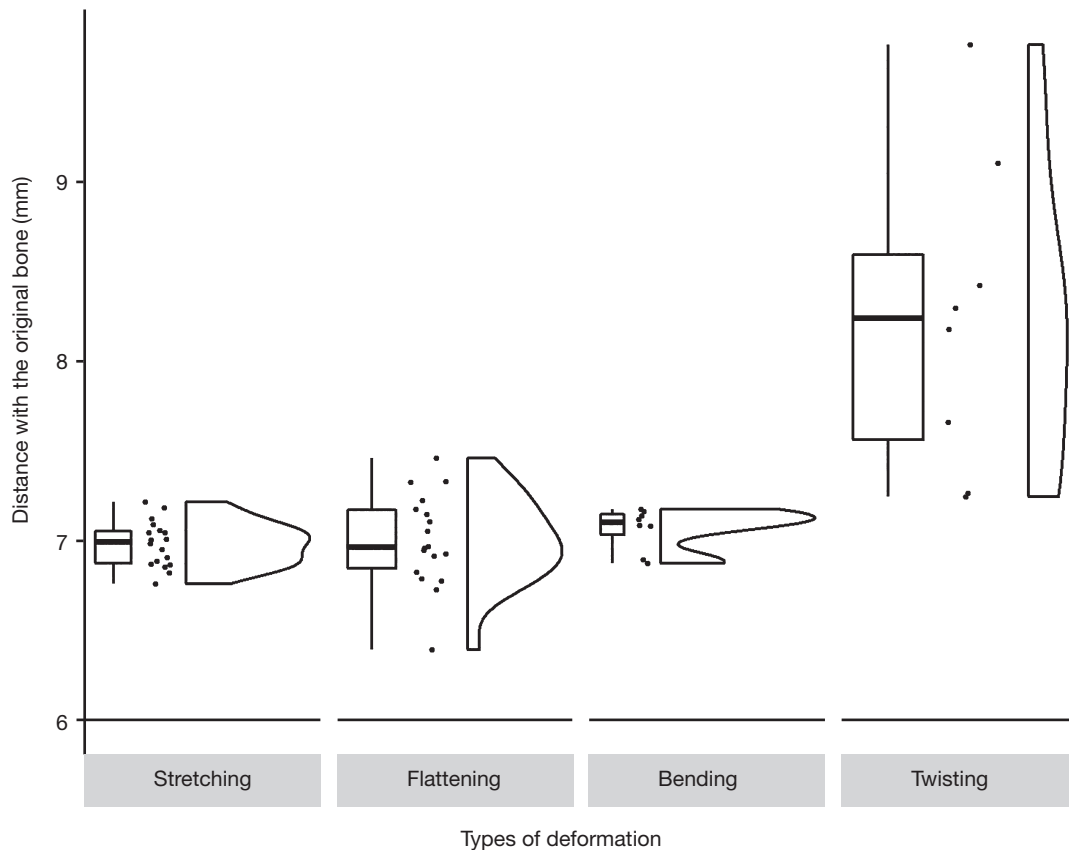 Distance with the original bone (mm)
9
8
7
6
Stretching
Flattening
Bending
Twisting
Types of deformation